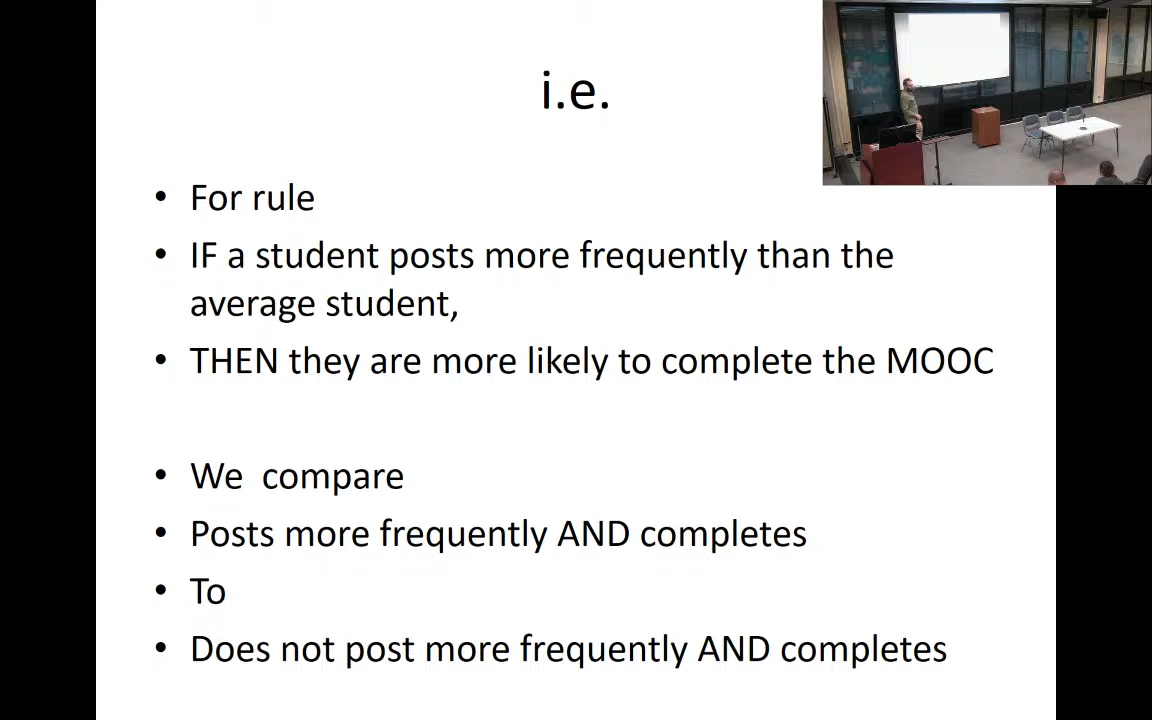 i.e.
• For rule
• IF a student posts more frequently than the
average student,
• THEN they are more likely to complete the MOOC
• We  compare
• Posts more frequently AND completes
• To
• Does not post more frequently AND completes